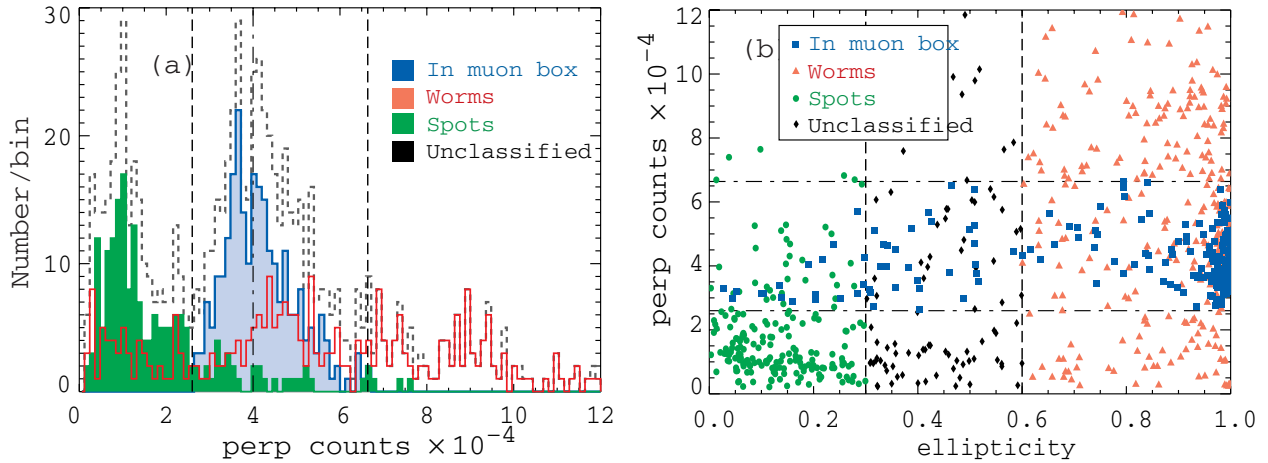 30
20
10
0
Number/bin
(a)
In muon box
Worms
Spots
Unclassified
0 2 4 6 8 10 12
perp counts ×10⁻⁴
12
10
8
6
4
2
0
perp counts ×10⁻⁴
(b)
In muon box
Worms
Spots
Unclassified
0.0 0.2 0.4 0.6 0.8 1.0
ellipticity